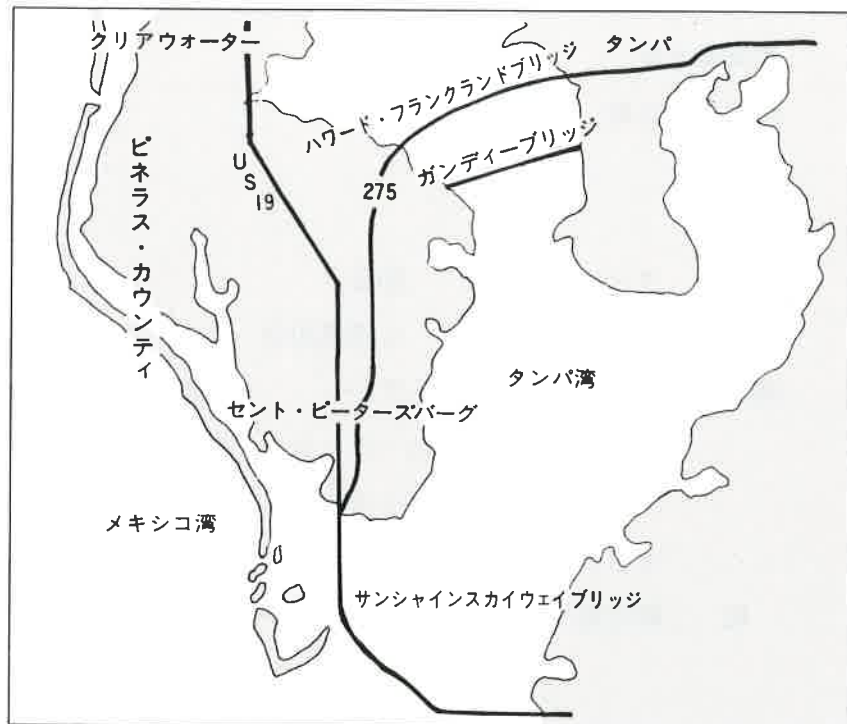 クリアウォーター
タンパ
ハワード・フランクランドブリッジ
ガンディーブリッジ
ピネラス・カウンティ
US19
275
タンパ湾
セント・ピーターズバーグ
メキシコ湾
サンシャインスカイウェイブリッジ